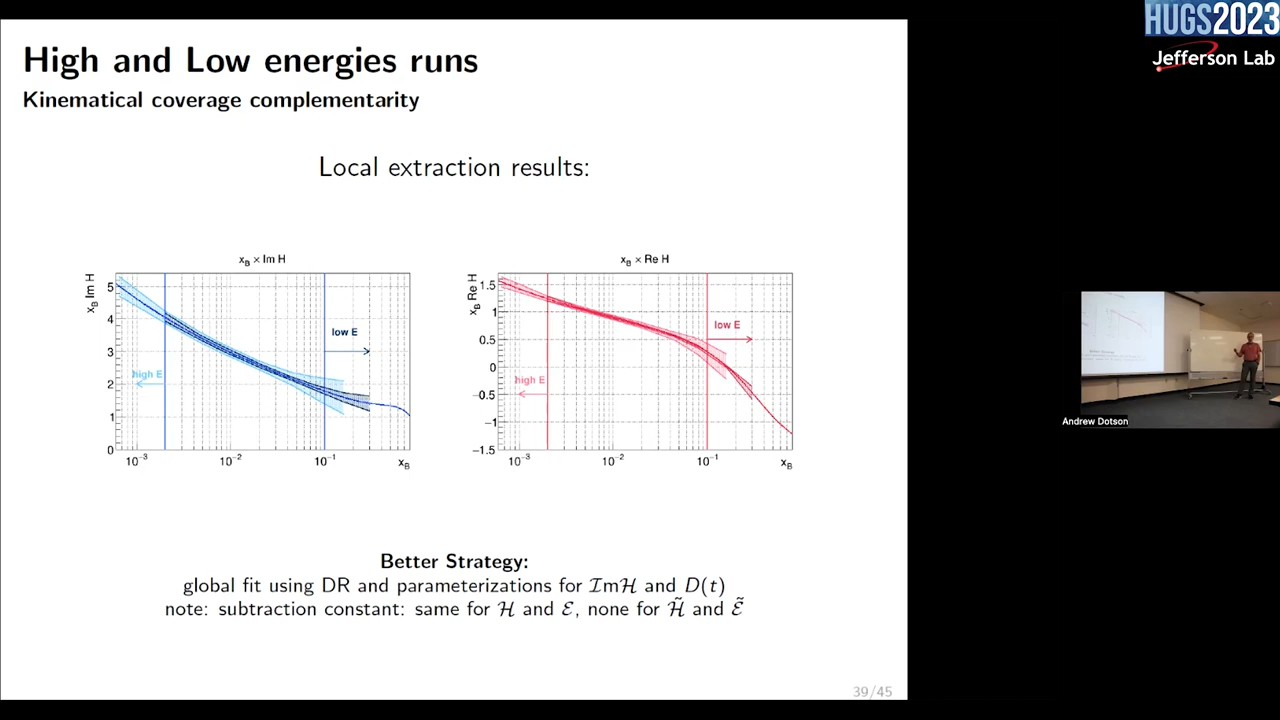 HUGS2023
Jefferson Lab
High and Low energies runs
Kinematical coverage complementarity
Local extraction results:
x_B × Im H
x_B Im H
5
4
3
2
1
0
low E
high E
10⁻³
10⁻²
10⁻¹
x_B
x_B × Re H
x_B Re H
1.5
1
0.5
0
−0.5
−1
−1.5
low E
high E
10⁻³
10⁻²
10⁻¹
x_B
Andrew Dotson
Better Strategy:
global fit using DR and parameterizations for ℐmℋ and D(t)
note: subtraction constant: same for ℋ and ℰ, none for ℋ̃ and ℰ̃
39/45